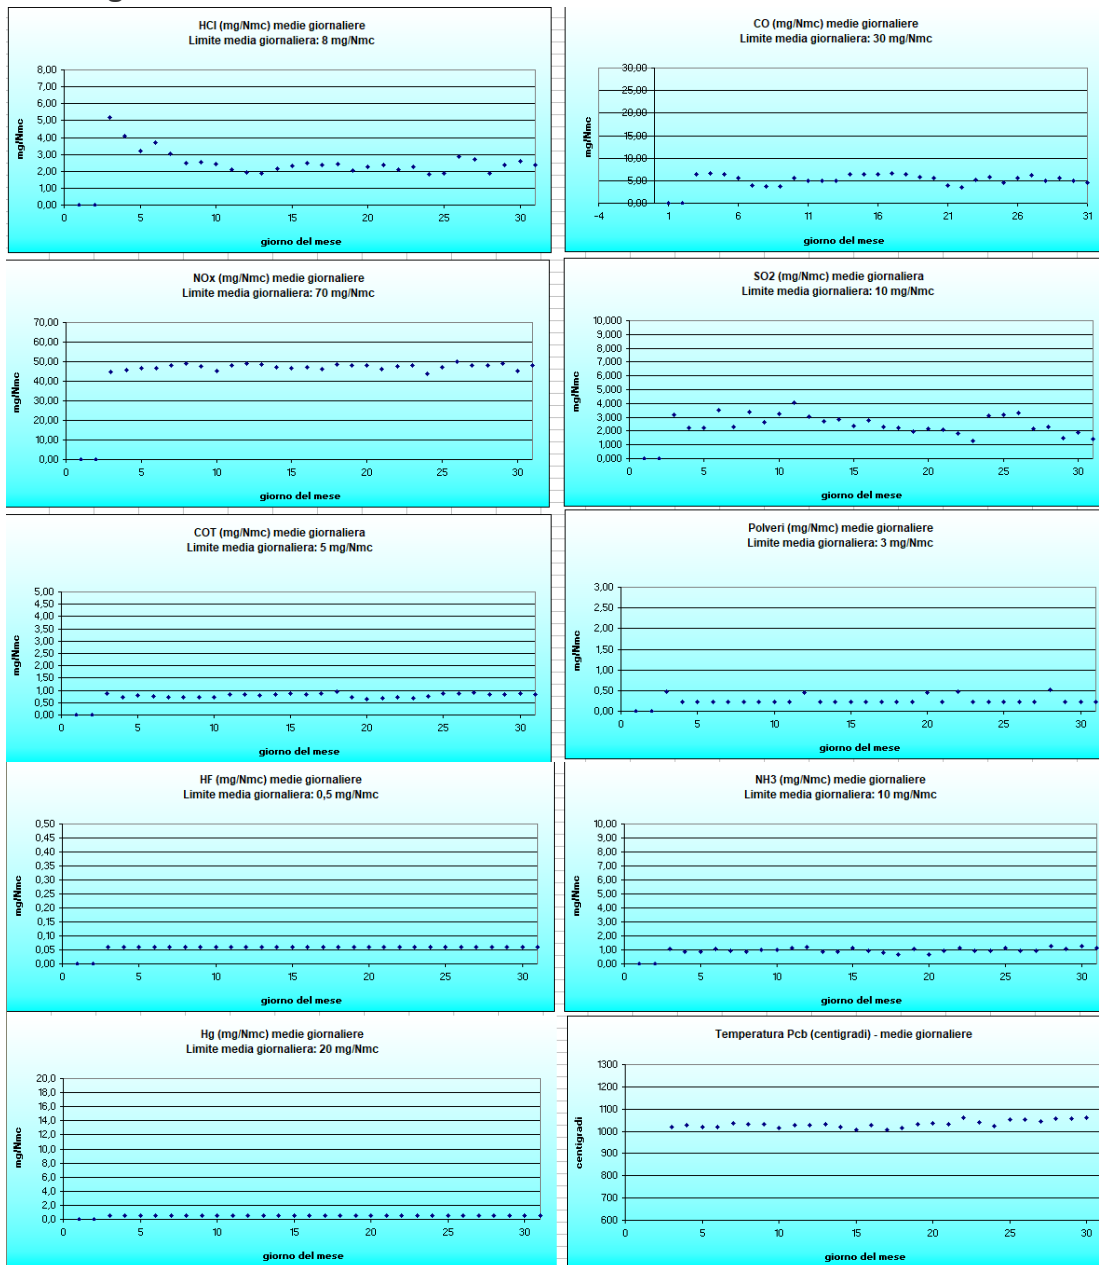 HCl (mg/Nmc) medie giornaliere
Limite media giornaliera: 8 mg/Nmc
8,00
7,00
6,00
5,00
4,00
3,00
2,00
1,00
0,00
mg/Nmc
0 5 10 15 20 25 30
giorno del mese
CO (mg/Nmc) medie giornaliere
Limite media giornaliera: 30 mg/Nmc
30,00
25,00
20,00
15,00
10,00
5,00
0,00
mg/Nmc
-4 1 6 11 16 21 26 31
giorno del mese
NOx (mg/Nmc) medie giornaliere
Limite media giornaliera: 70 mg/Nmc
70,00
60,00
50,00
40,00
30,00
20,00
10,00
0,00
mg/Nmc
0 5 10 15 20 25 30
giorno del mese
SO2 (mg/Nmc) medie giornaliera
Limite media giornaliera: 10 mg/Nmc
10,000
9,000
8,000
7,000
6,000
5,000
4,000
3,000
2,000
1,000
0,000
mg/Nmc
0 5 10 15 20 25 30
giorno del mese
COT (mg/Nmc) medie giornaliera
Limite media giornaliera: 5 mg/Nmc
5,00
4,50
4,00
3,50
3,00
2,50
2,00
1,50
1,00
0,50
0,00
mg/Nmc
0 5 10 15 20 25 30
giorno del mese
Polveri (mg/Nmc) medie giornaliere
Limite media giornaliera: 3 mg/Nmc
3,00
2,50
2,00
1,50
1,00
0,50
0,00
mg/Nmc
0 5 10 15 20 25 30
giorno del mese
HF (mg/Nmc) medie giornaliere
Limite media giornaliera: 0,5 mg/Nmc
0,50
0,45
0,40
0,35
0,30
0,25
0,20
0,15
0,10
0,05
0,00
mg/Nmc
0 5 10 15 20 25 30
giorno del mese
NH3 (mg/Nmc) medie giornaliere
Limite media giornaliera: 10 mg/Nmc
10,00
9,00
8,00
7,00
6,00
5,00
4,00
3,00
2,00
1,00
0,00
mg/Nmc
0 5 10 15 20 25 30
giorno del mese
Hg (mg/Nmc) medie giornaliere
Limite media giornaliera: 20 mg/Nmc
20,0
18,0
16,0
14,0
12,0
10,0
8,0
6,0
4,0
2,0
0,0
mg/Nmc
0 5 10 15 20 25 30
giorno del mese
Temperatura Pcb (centigradi) - medie giornaliere
1300
1200
1100
1000
900
800
700
600
centigradi
0 5 10 15 20 25 30
giorno del mese